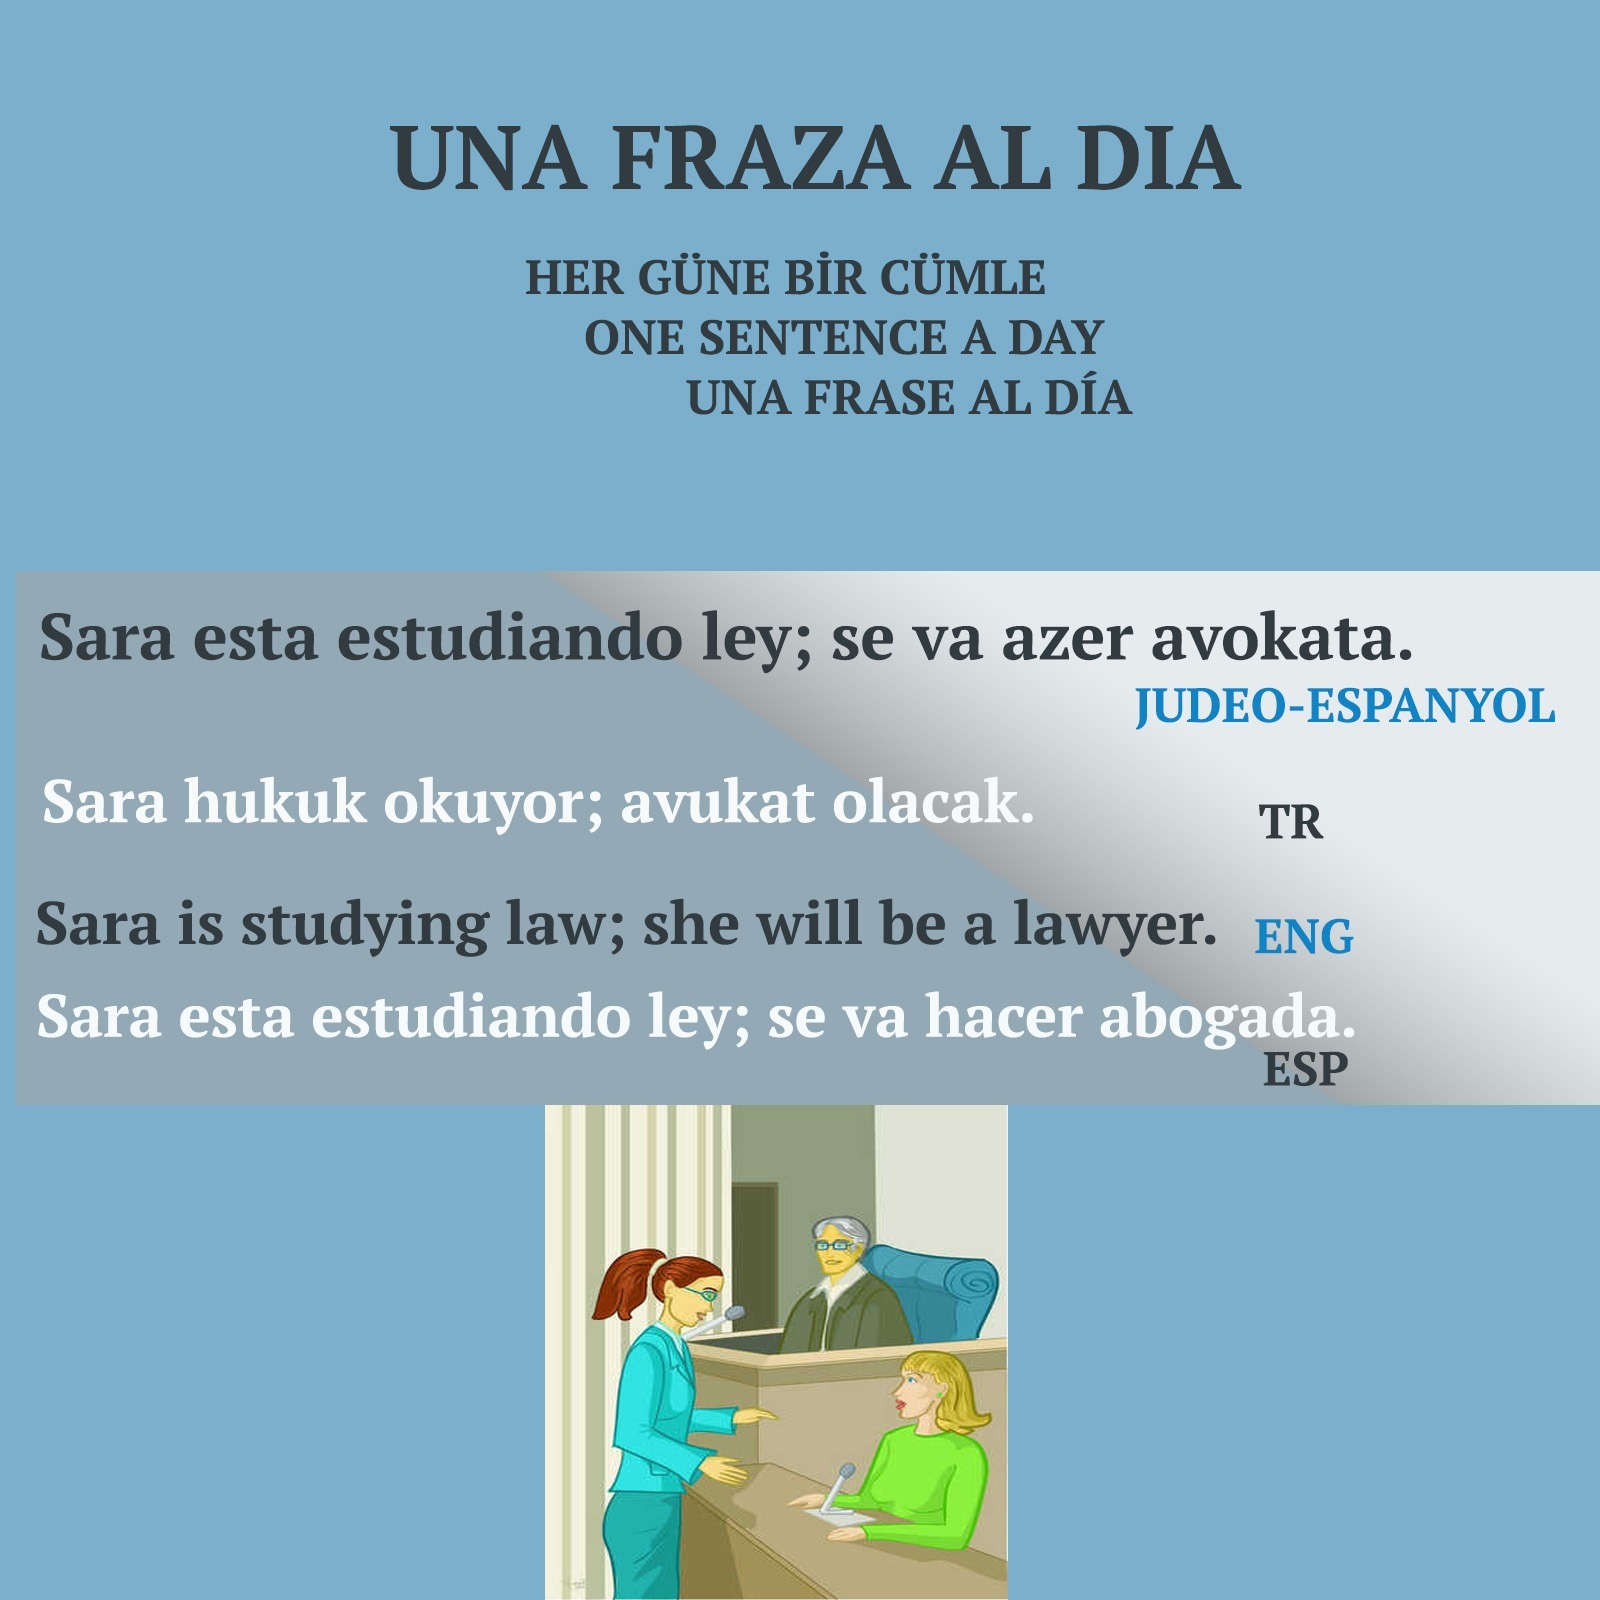 UNA FRAZA AL DIA
HER GÜNE BİR CÜMLE
ONE SENTENCE A DAY
UNA FRASE AL DÍA
Sara esta estudiando ley; se va azer avokata.
JUDEO-ESPANYOL
Sara hukuk okuyor; avukat olacak.
TR
Sara is studying law; she will be a lawyer.
ENG
Sara esta estudiando ley; se va hacer abogada.
ESP